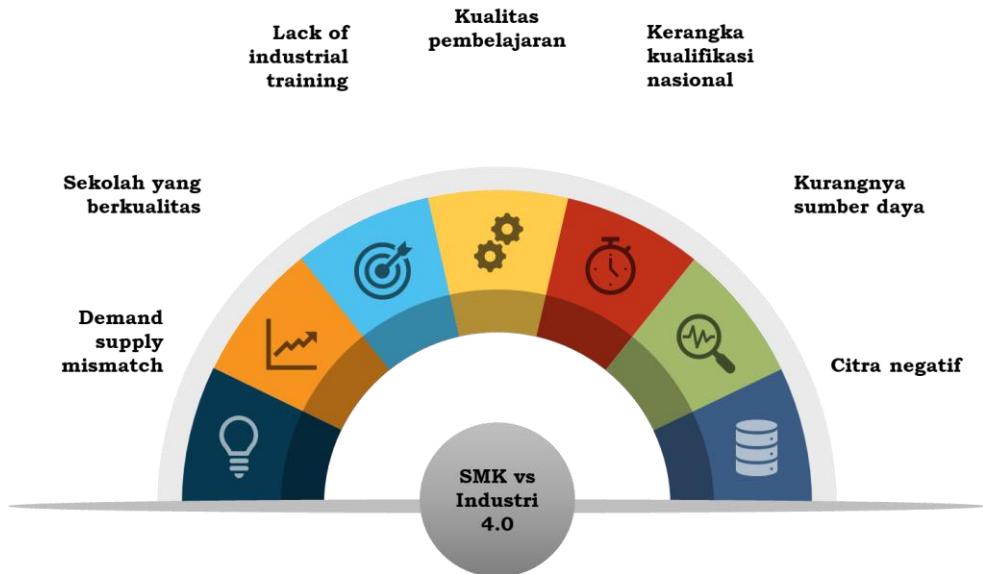 Kualitas
pembelajaran
Lack of
industrial
training
Kerangka
kualifikasi
nasional
Sekolah yang
berkualitas
Kurangnya
sumber daya
Demand
supply
mismatch
Citra negatif
SMK vs
Industri
4.0